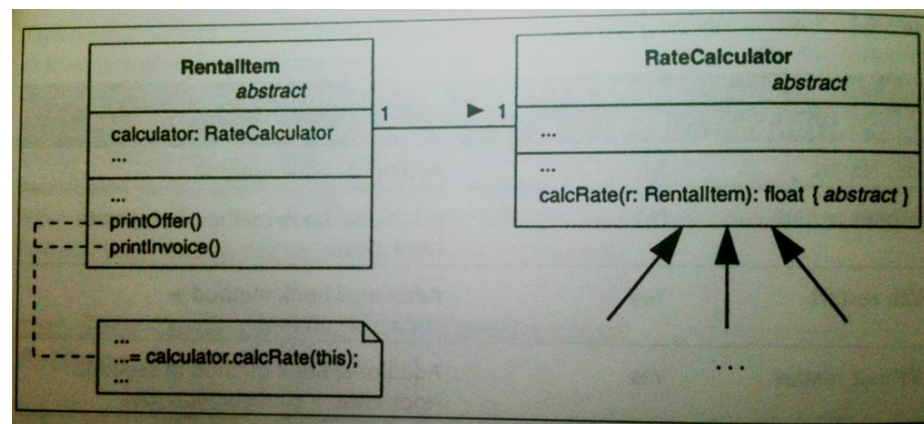 RentalItem
abstract
calculator: RateCalculator
...
...
printOffer()
printInvoice()
...
...= calculator.calcRate(this);
...
1
1
RateCalculator
abstract
...
...
calcRate(r: RentalItem): float { abstract }
...